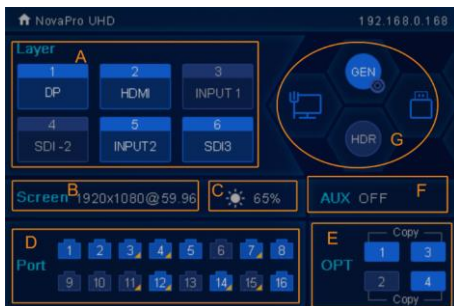 NovaPro UHD 192.168.0.168
Layer A
1 2 3
DP HDMI INPUT 1
4 5 6
SDI-2 INPUT2 SDI3
GEN
HDR G
Screen B 1920x1080@59.96 C 65% AUX OFF F
D E Copy
Port 1 2 3 4 5 6 7 8 OPT 1 3
9 10 11 12 13 14 15 16 2 4
Copy